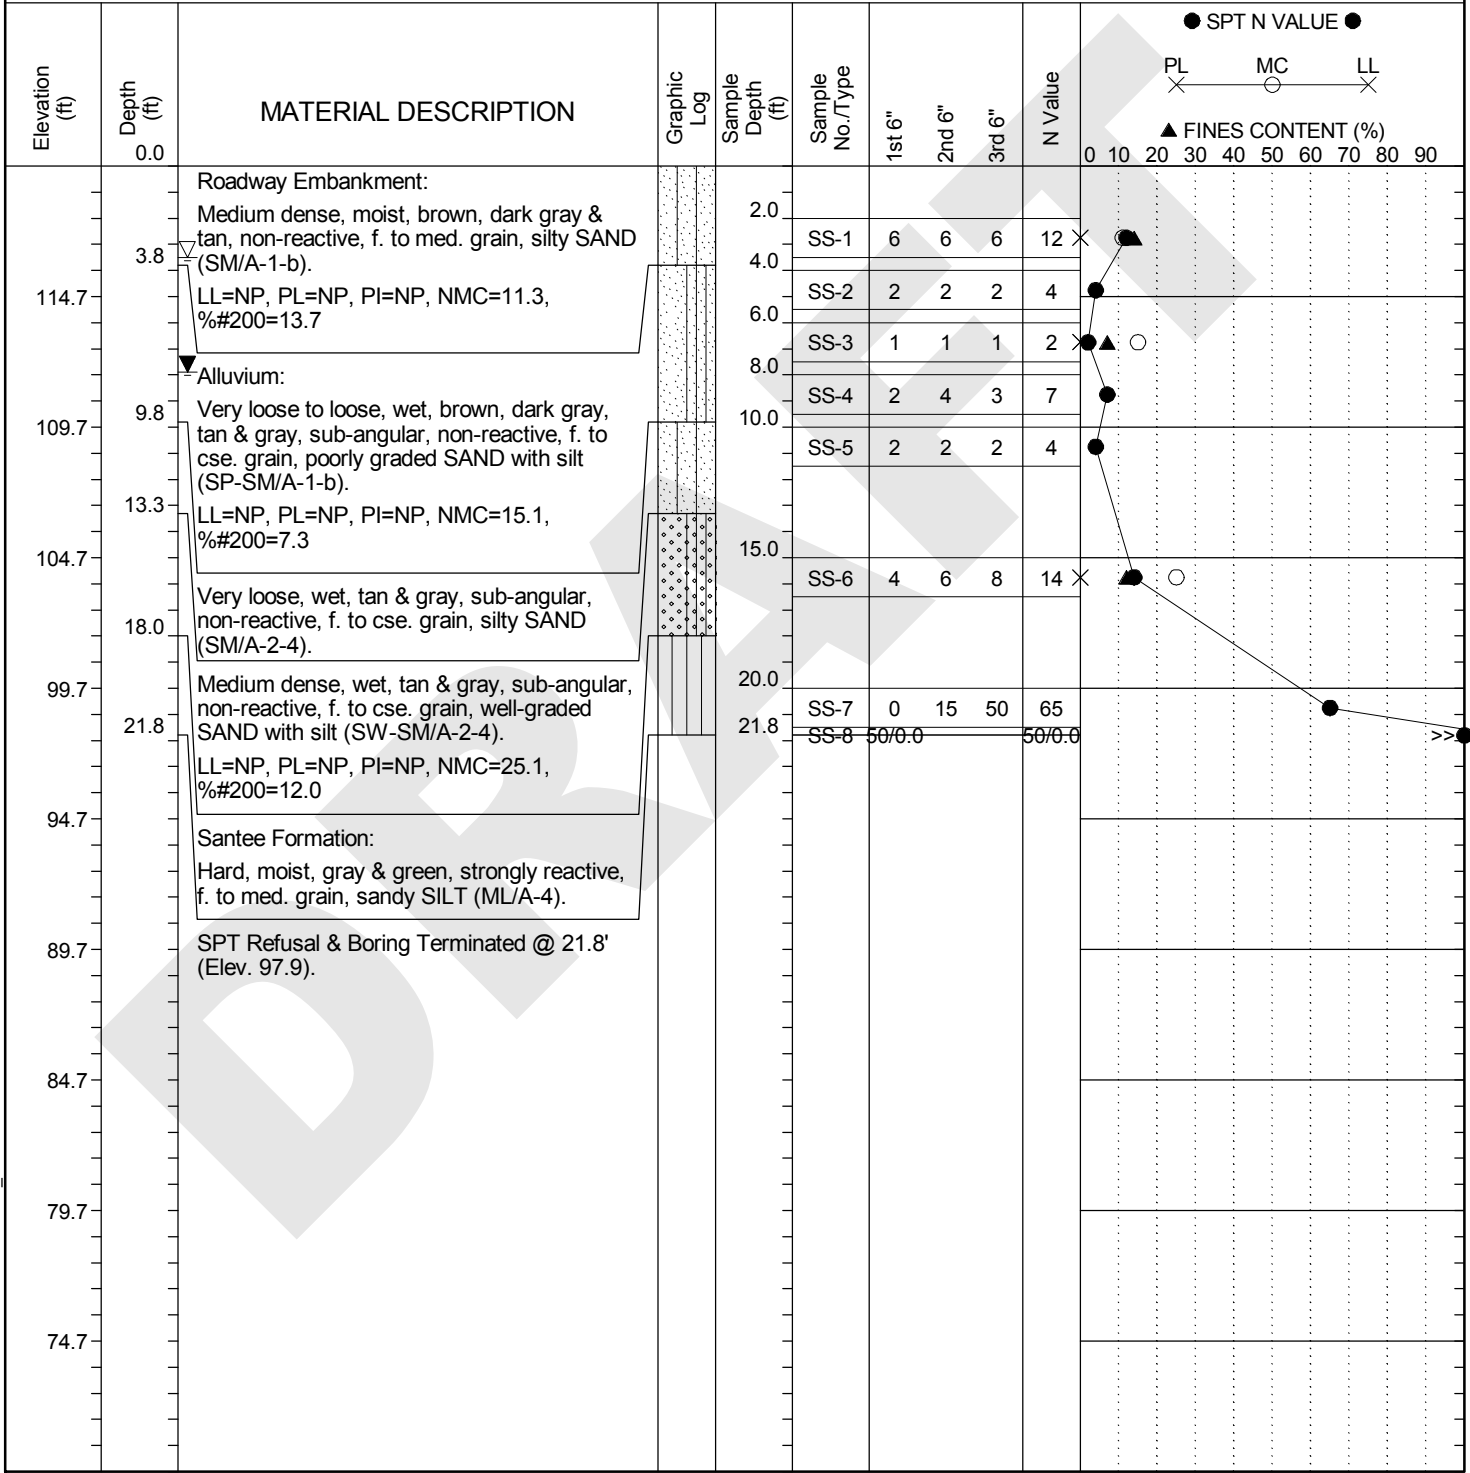 ● SPT N VALUE ●
PL MC LL
▲ FINES CONTENT (%)
0 10 20 30 40 50 60 70 80 90
Elevation
(ft)
Depth
(ft)
0.0
MATERIAL DESCRIPTION
Graphic
Log
Sample
Depth
(ft)
Sample
No./Type
1st 6"
2nd 6"
3rd 6"
N Value
Roadway Embankment:
Medium dense, moist, brown, dark gray &
tan, non-reactive, f. to med. grain, silty SAND
(SM/A-1-b).
LL=NP, PL=NP, PI=NP, NMC=11.3,
%#200=13.7
Alluvium:
Very loose to loose, wet, brown, dark gray,
tan & gray, sub-angular, non-reactive, f. to
cse. grain, poorly graded SAND with silt
(SP-SM/A-1-b).
LL=NP, PL=NP, PI=NP, NMC=15.1,
%#200=7.3
Very loose, wet, tan & gray, sub-angular,
non-reactive, f. to cse. grain, silty SAND
(SM/A-2-4).
Medium dense, wet, tan & gray, sub-angular,
non-reactive, f. to cse. grain, well-graded
SAND with silt (SW-SM/A-2-4).
LL=NP, PL=NP, PI=NP, NMC=25.1,
%#200=12.0
Santee Formation:
Hard, moist, gray & green, strongly reactive,
f. to med. grain, sandy SILT (ML/A-4).
SPT Refusal & Boring Terminated @ 21.8'
(Elev. 97.9).
114.7
109.7
104.7
99.7
94.7
89.7
84.7
79.7
74.7
3.8
9.8
13.3
18.0
21.8
2.0
4.0
6.0
8.0
10.0
15.0
20.0
21.8
SS-1 6 6 6 12
SS-2 2 2 2 4
SS-3 1 1 1 2
SS-4 2 4 3 7
SS-5 2 2 2 4
SS-6 4 6 8 14
SS-7 0 15 50 65
SS-8 50/0.0 50/0.0
>>
DRAFT